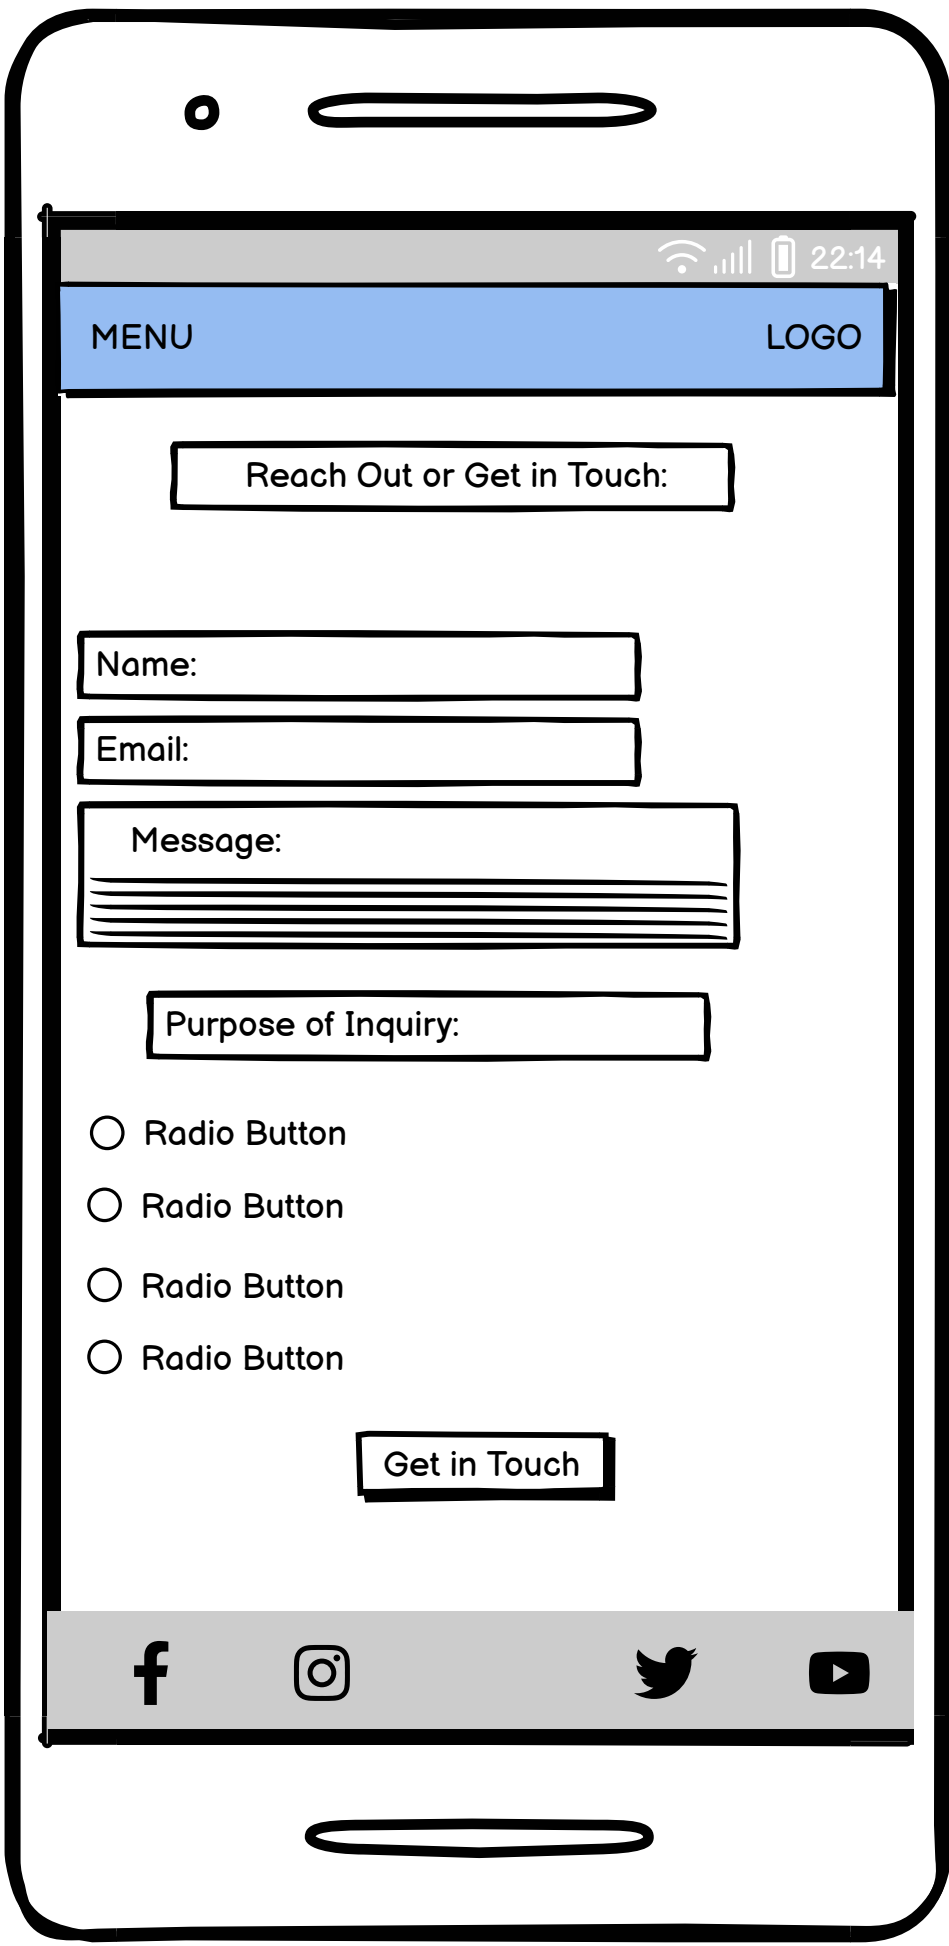 22:14
MENU LOGO
Reach Out or Get in Touch:
Name:
Email:
Message:
Purpose of Inquiry:
Radio Button
Radio Button
Radio Button
Radio Button
Get in Touch